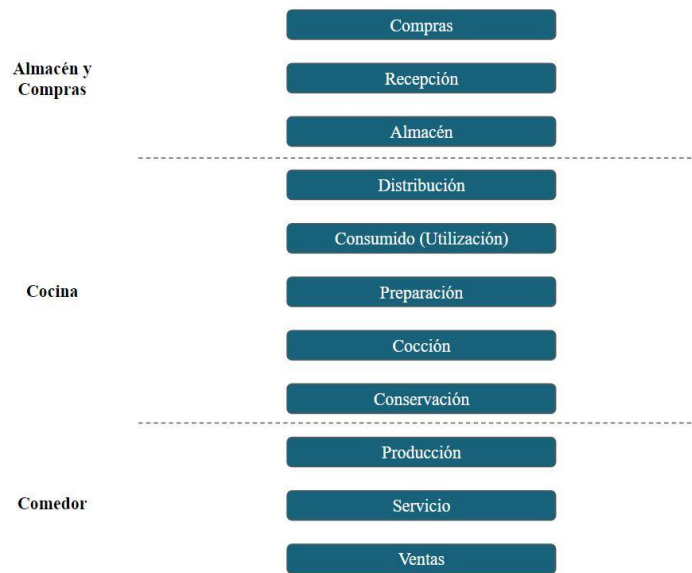 Compras
Almacén y
Compras
Recepción
Almacén
Distribución
Consumido (Utilización)
Cocina
Preparación
Cocción
Conservación
Producción
Comedor
Servicio
Ventas